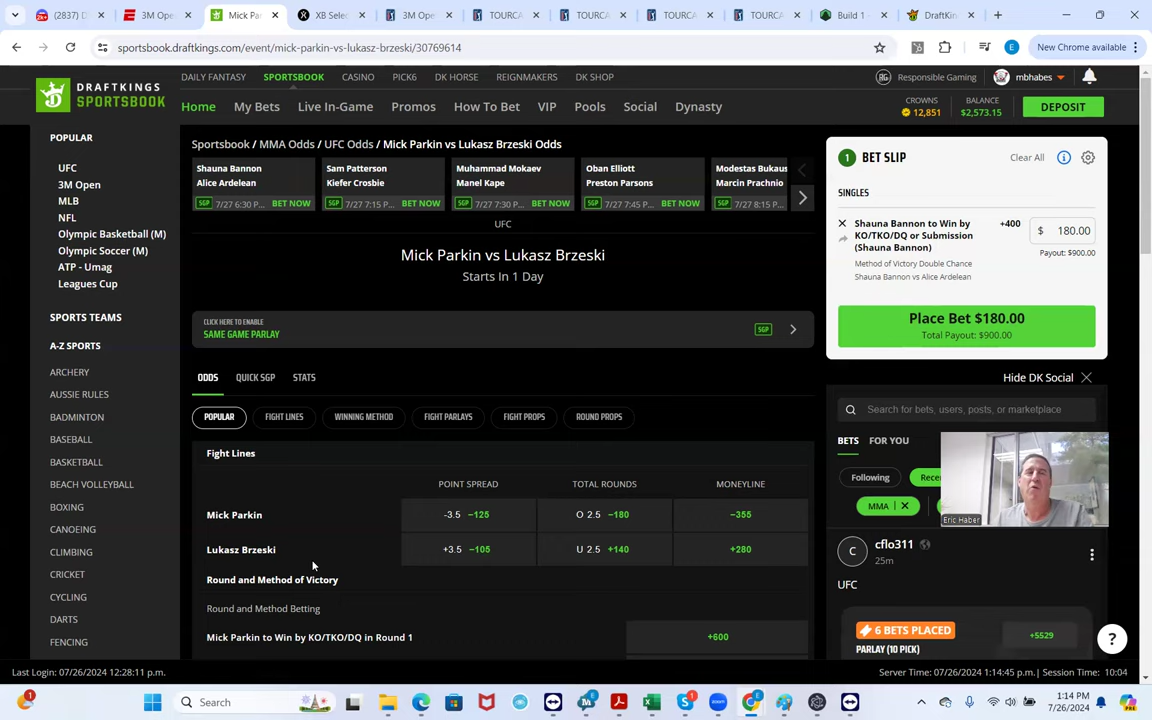 (2837) D
3M Open
Mick Par
XB Selec
3M Ope
TOURCA
TOURCA
TOURCA
TOURCA
Build 1 -
DraftKin
sportsbook.draftkings.com/event/mick-parkin-vs-lukasz-brzeski/30769614
E
New Chrome available
DAILY FANTASY
SPORTSBOOK
CASINO
PICK6
DK HORSE
REIGNMAKERS
DK SHOP
RG
Responsible Gaming
mbhabes
DRAFTKINGS
SPORTSBOOK
Home
My Bets
Live In-Game
Promos
How To Bet
VIP
Pools
Social
Dynasty
CROWNS
12,851
BALANCE
$2,573.15
DEPOSIT
POPULAR
UFC
3M Open
MLB
NFL
Olympic Basketball (M)
Olympic Soccer (M)
ATP - Umag
Leagues Cup
SPORTS TEAMS
A-Z SPORTS
ARCHERY
AUSSIE RULES
BADMINTON
BASEBALL
BASKETBALL
BEACH VOLLEYBALL
BOXING
CANOEING
CLIMBING
CRICKET
CYCLING
DARTS
FENCING
Sportsbook / MMA Odds / UFC Odds / Mick Parkin vs Lukasz Brzeski Odds
Shauna Bannon
Alice Ardelean
SGP 7/27 6:30 P... BET NOW
Sam Patterson
Kiefer Crosbie
SGP 7/27 7:15 P... BET NOW
Muhammad Mokaev
Manel Kape
SGP 7/27 7:30 P... BET NOW
Oban Elliott
Preston Parsons
SGP 7/27 7:45 P... BET NOW
Modestas Bukaus
Marcin Prachnio
SGP 7/27 8:15 P... BET
UFC
Mick Parkin vs Lukasz Brzeski
Starts In 1 Day
CLICK HERE TO ENABLE
SAME GAME PARLAY
SGP
ODDS
QUICK SGP
STATS
POPULAR
FIGHT LINES
WINNING METHOD
FIGHT PARLAYS
FIGHT PROPS
ROUND PROPS
Fight Lines
POINT SPREAD TOTAL ROUNDS MONEYLINE
Mick Parkin -3.5 −125 O 2.5 −180 −355
Lukasz Brzeski +3.5 −105 U 2.5 +140 +280
Round and Method of Victory
Round and Method Betting
Mick Parkin to Win by KO/TKO/DQ in Round 1 +600
1 BET SLIP
Clear All
SINGLES
Shauna Bannon to Win by
KO/TKO/DQ or Submission
(Shauna Bannon)
+400
$ 180.00
Payout: $900.00
Method of Victory Double Chance
Shauna Bannon vs Alice Ardelean
Place Bet $180.00
Total Payout: $900.00
Hide DK Social
Search for bets, users, posts, or marketplace
BETS
FOR YOU
Following
Rece
MMA
Eric Haber
C
cflo311
25m
UFC
6 BETS PLACED
PARLAY (10 PICK)
+5529
?
Last Login: 07/26/2024 12:28:11 p.m.
Server Time: 07/26/2024 1:14:45 p.m.
Session Time: 10:04
1
Search
1:14 PM
7/26/2024